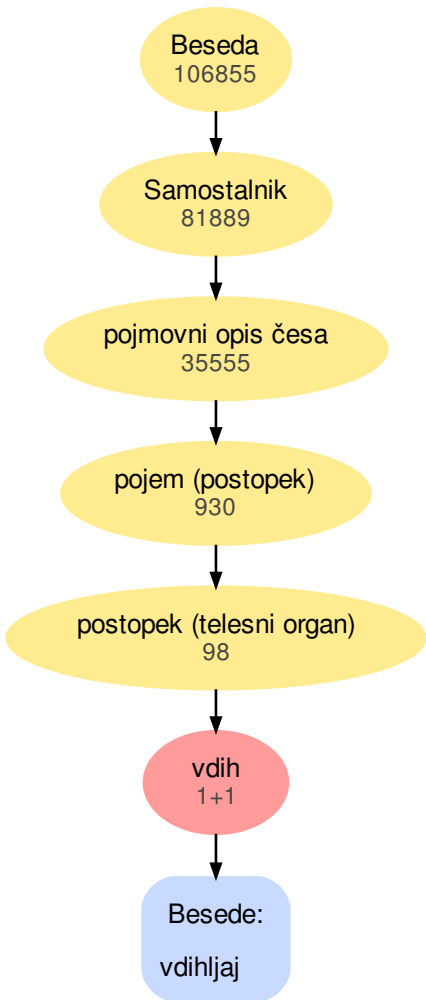 Beseda
106855
Samostalnik
81889
pojmovni opis česa
35555
pojem (postopek)
930
postopek (telesni organ)
98
vdih
1+1
Besede:
vdihljaj